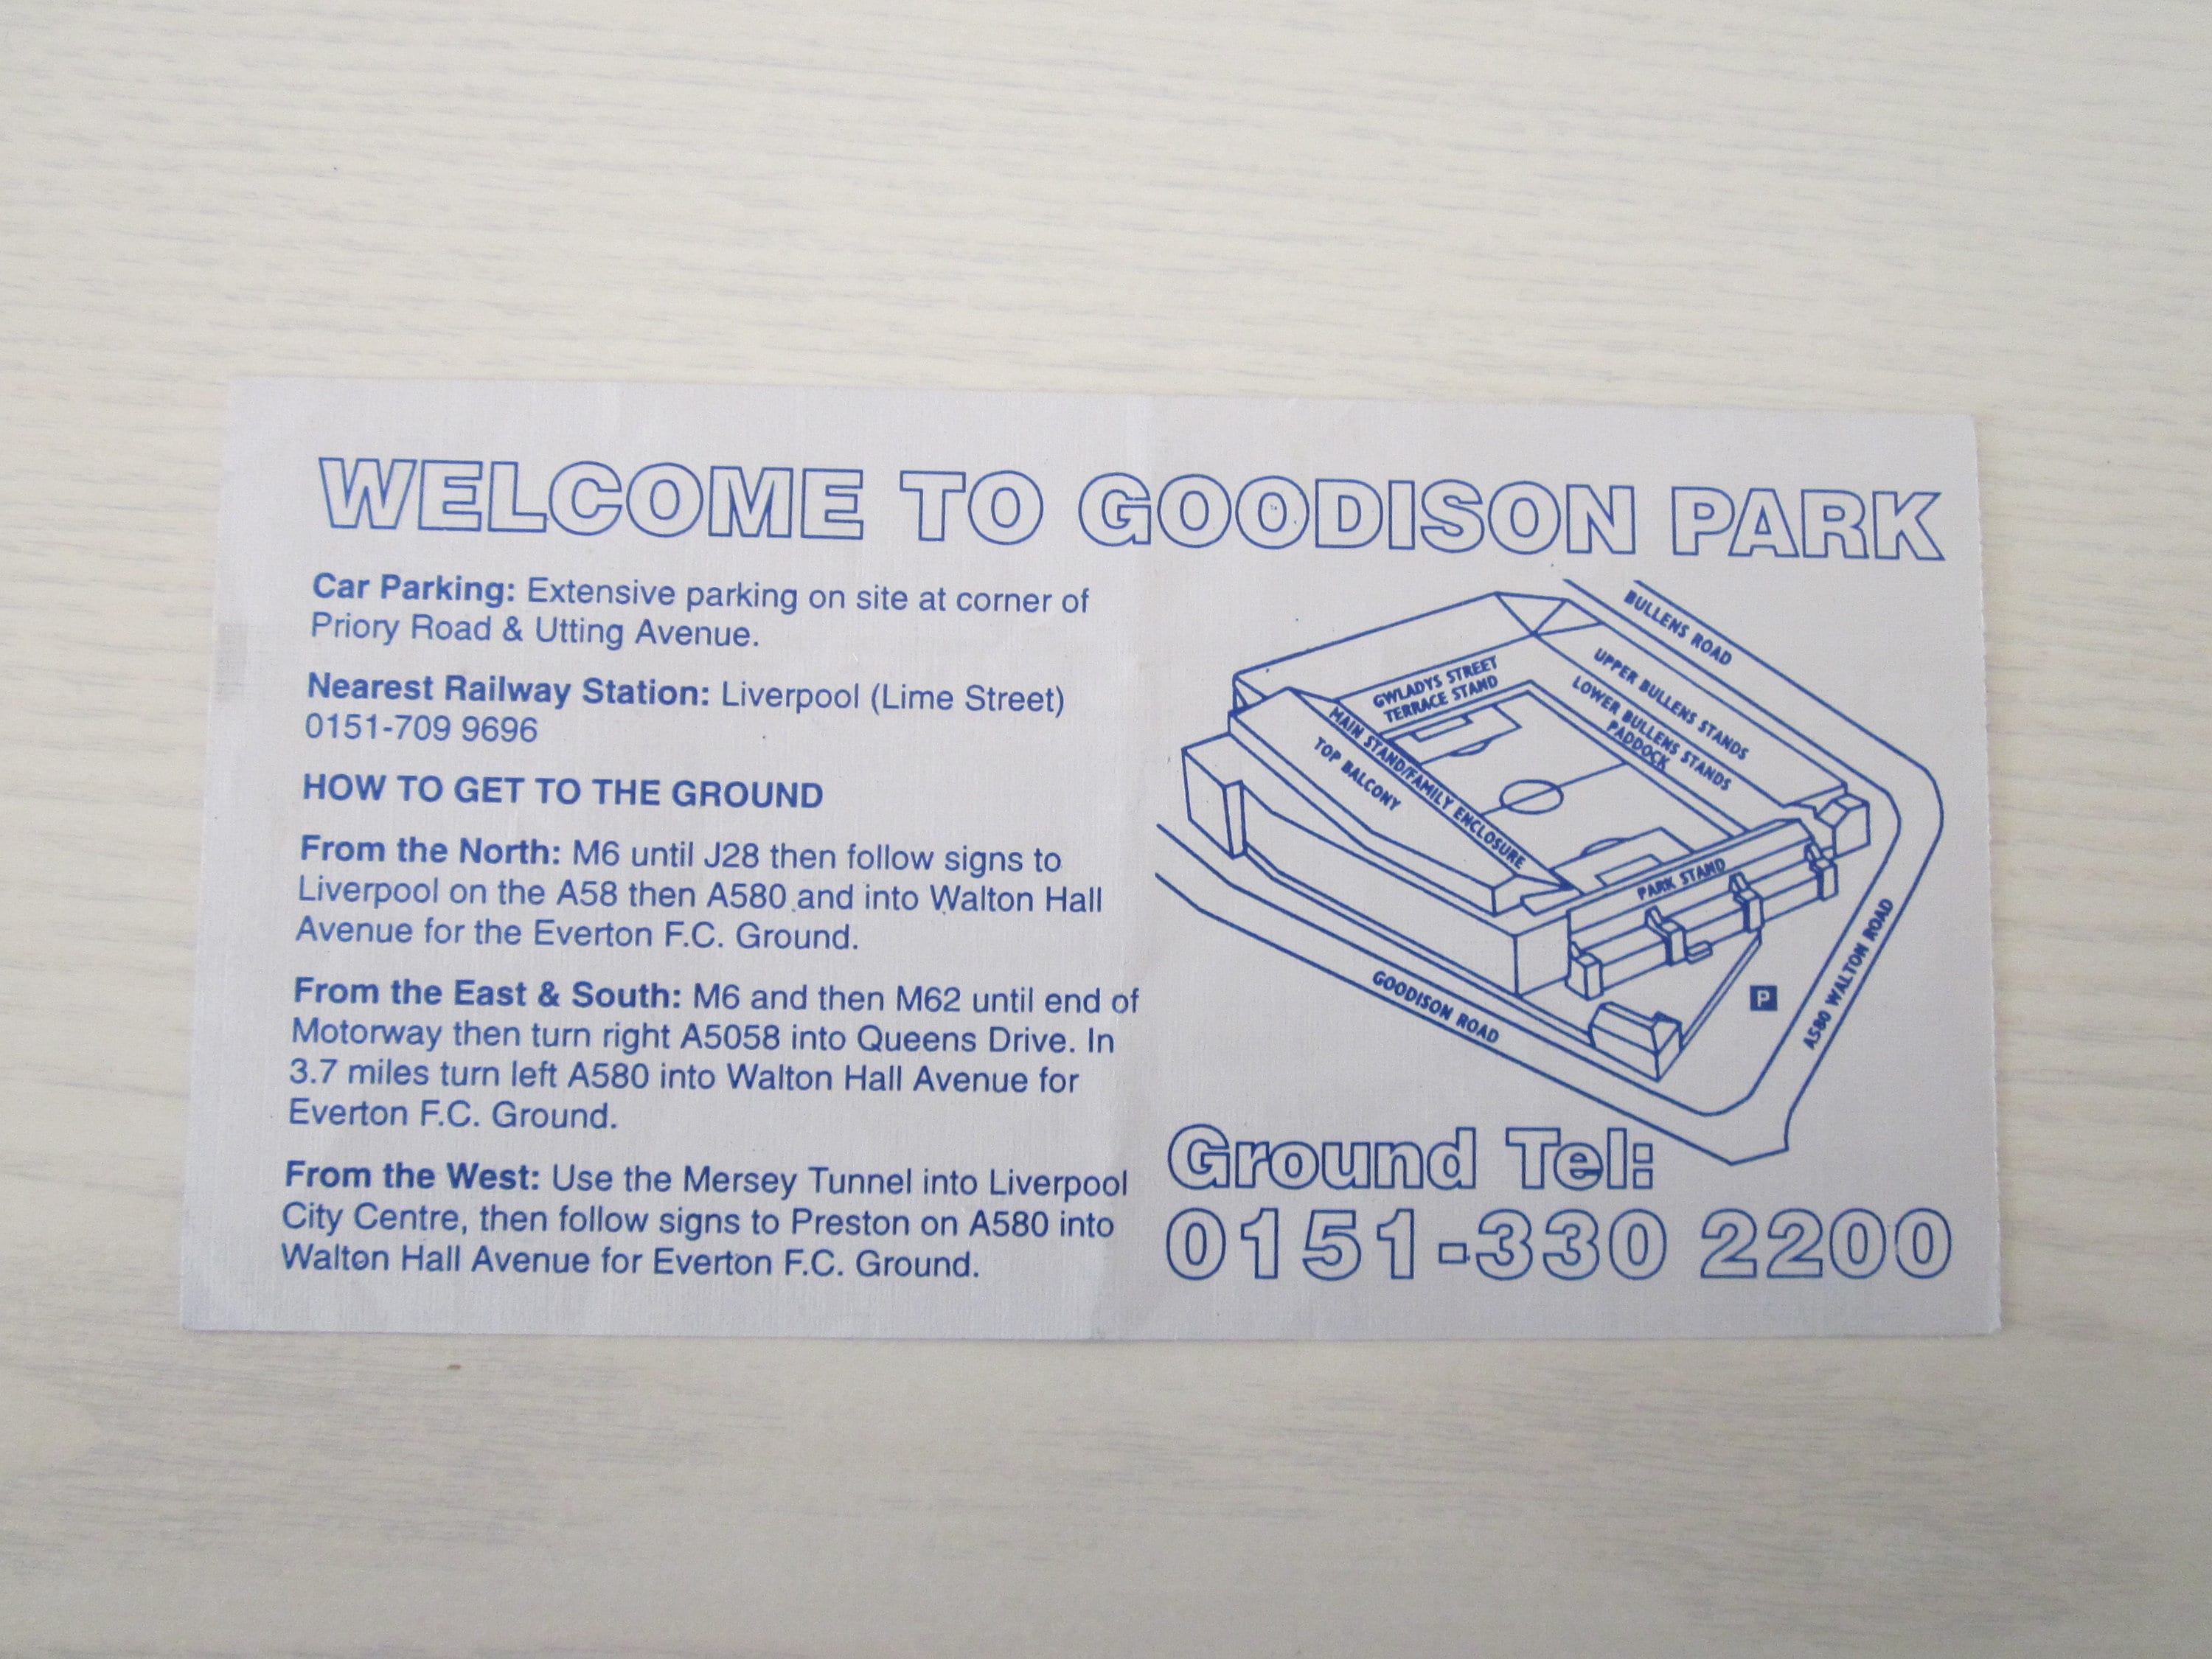 WELCOME TO GOODISON PARK
Car Parking: Extensive parking on site at corner of
Priory Road & Utting Avenue.
Nearest Railway Station: Liverpool (Lime Street)
0151-709 9696
HOW TO GET TO THE GROUND
From the North: M6 until J28 then follow signs to
Liverpool on the A58 then A580 and into Walton Hall
Avenue for the Everton F.C. Ground.
From the East & South: M6 and then M62 until end of
Motorway then turn right A5058 into Queens Drive. In
3.7 miles turn left A580 into Walton Hall Avenue for
Everton F.C. Ground.
From the West: Use the Mersey Tunnel into Liverpool
City Centre, then follow signs to Preston on A580 into
Walton Hall Avenue for Everton F.C. Ground.
BULLENS ROAD
UPPER BULLENS STANDS
LOWER BULLENS STANDS
PADDOCK
GWLADYS STREET
TERRACE STAND
MAIN STAND/FAMILY ENCLOSURE
TOP BALCONY
PARK STAND
P
A580 WALTON ROAD
GOODISON ROAD
Ground Tel:
0151-330 2200